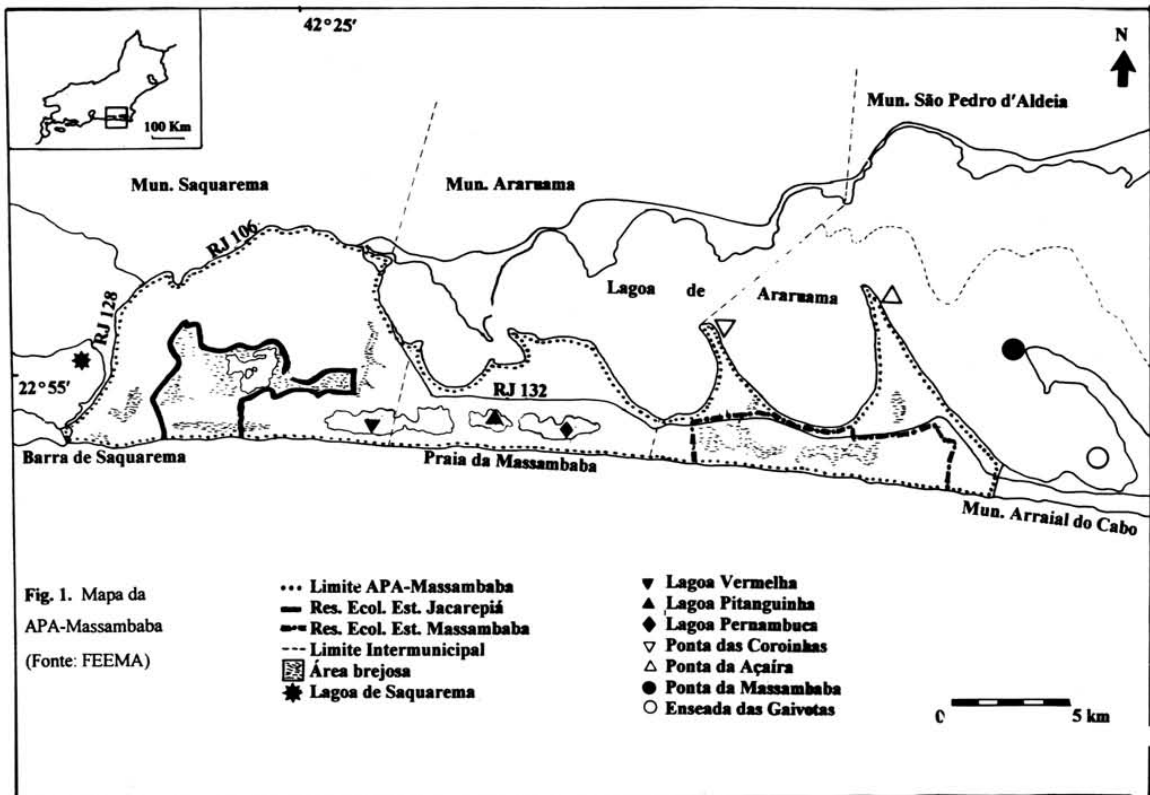 42°25'
N
100 Km
Mun. São Pedro d'Aldeia
Mun. Saquarema
Mun. Araruama
RJ 106
RJ 128
Lagoa de Araruama
22°55'
RJ 132
Barra de Saquarema
Praia da Massambaba
Mun. Arraial do Cabo
Fig. 1. Mapa da
APA-Massambaba
(Fonte: FEEMA)
Limite APA-Massambaba
Res. Ecol. Est. Jacarepiá
Res. Ecol. Est. Massambaba
Limite Intermunicipal
Área brejosa
Lagoa de Saquarema
Lagoa Vermelha
Lagoa Pitanguinha
Lagoa Pernambuca
Ponta das Coroinhas
Ponta da Açaíra
Ponta da Massambaba
Enseada das Gaivotas
0 5 km